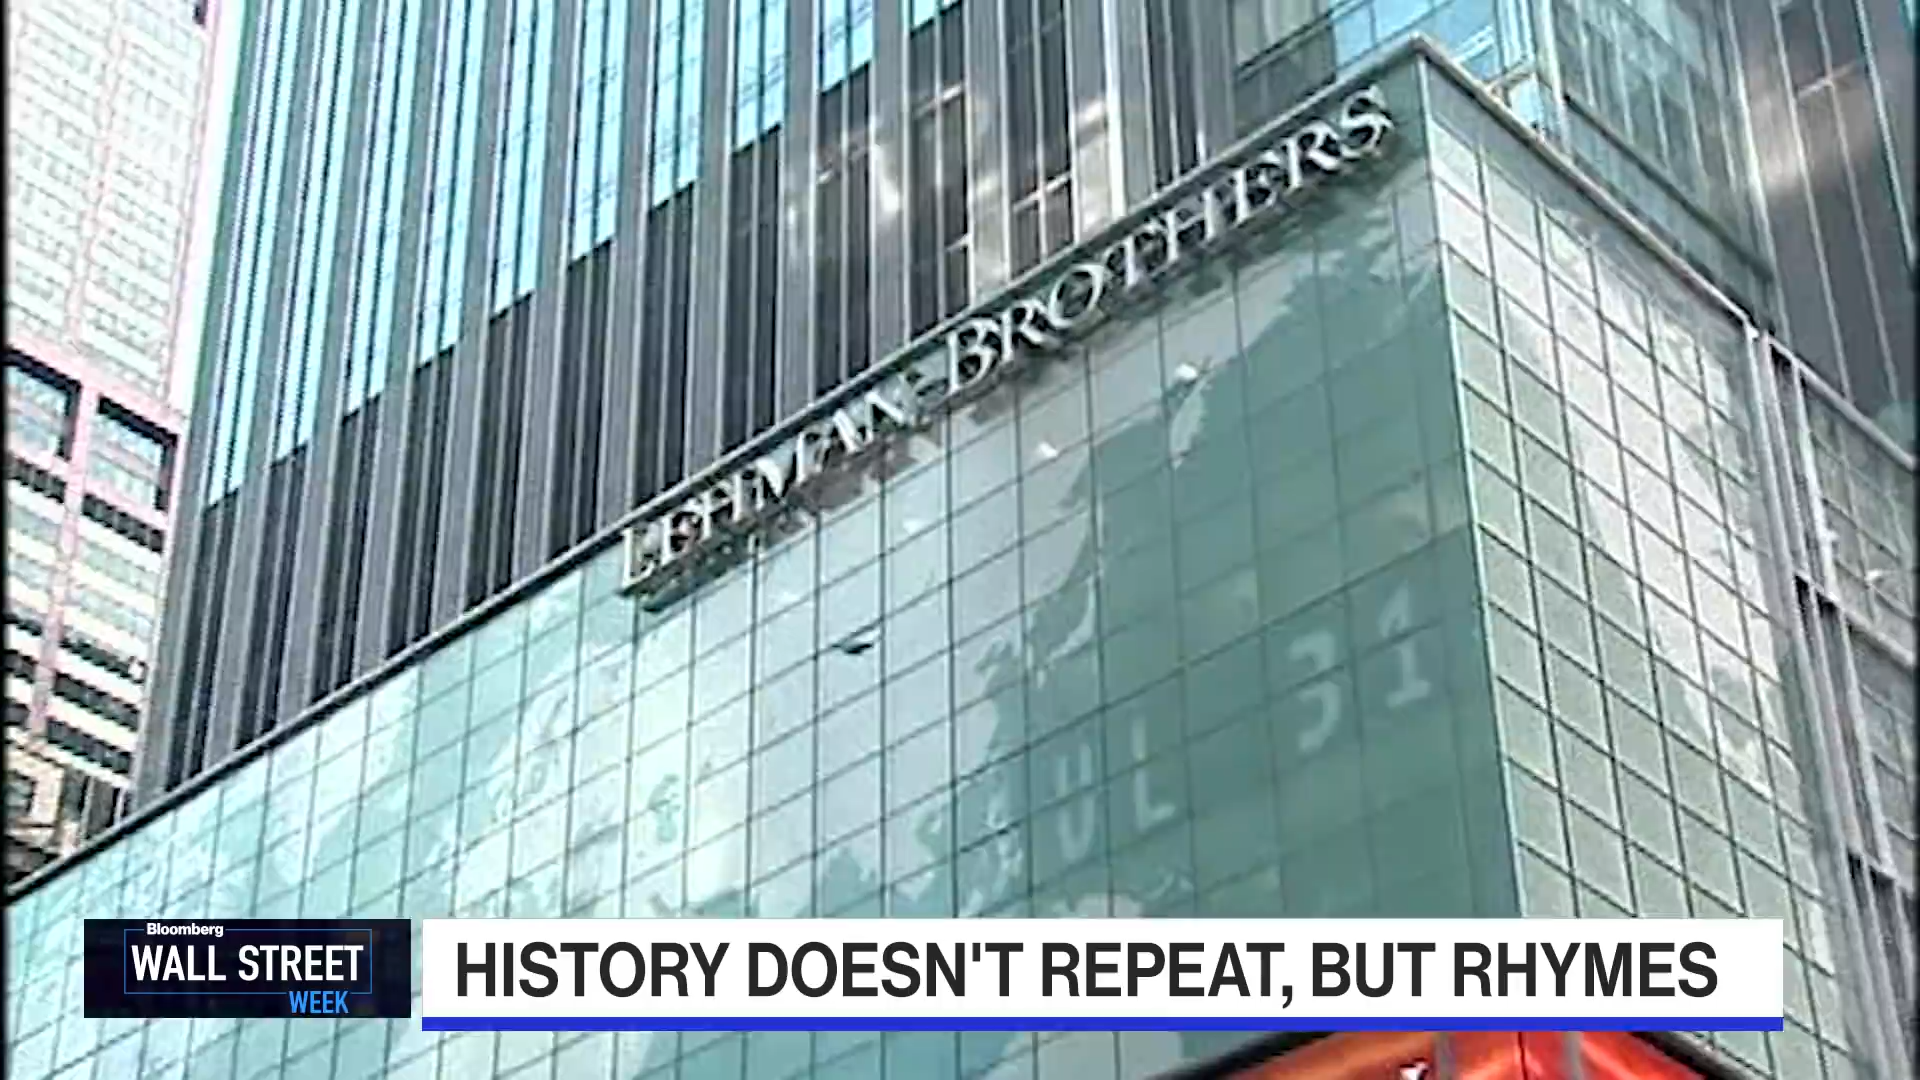 LEHMAN BROTHERS
Bloomberg
WALL STREET
WEEK
HISTORY DOESN'T REPEAT, BUT RHYMES